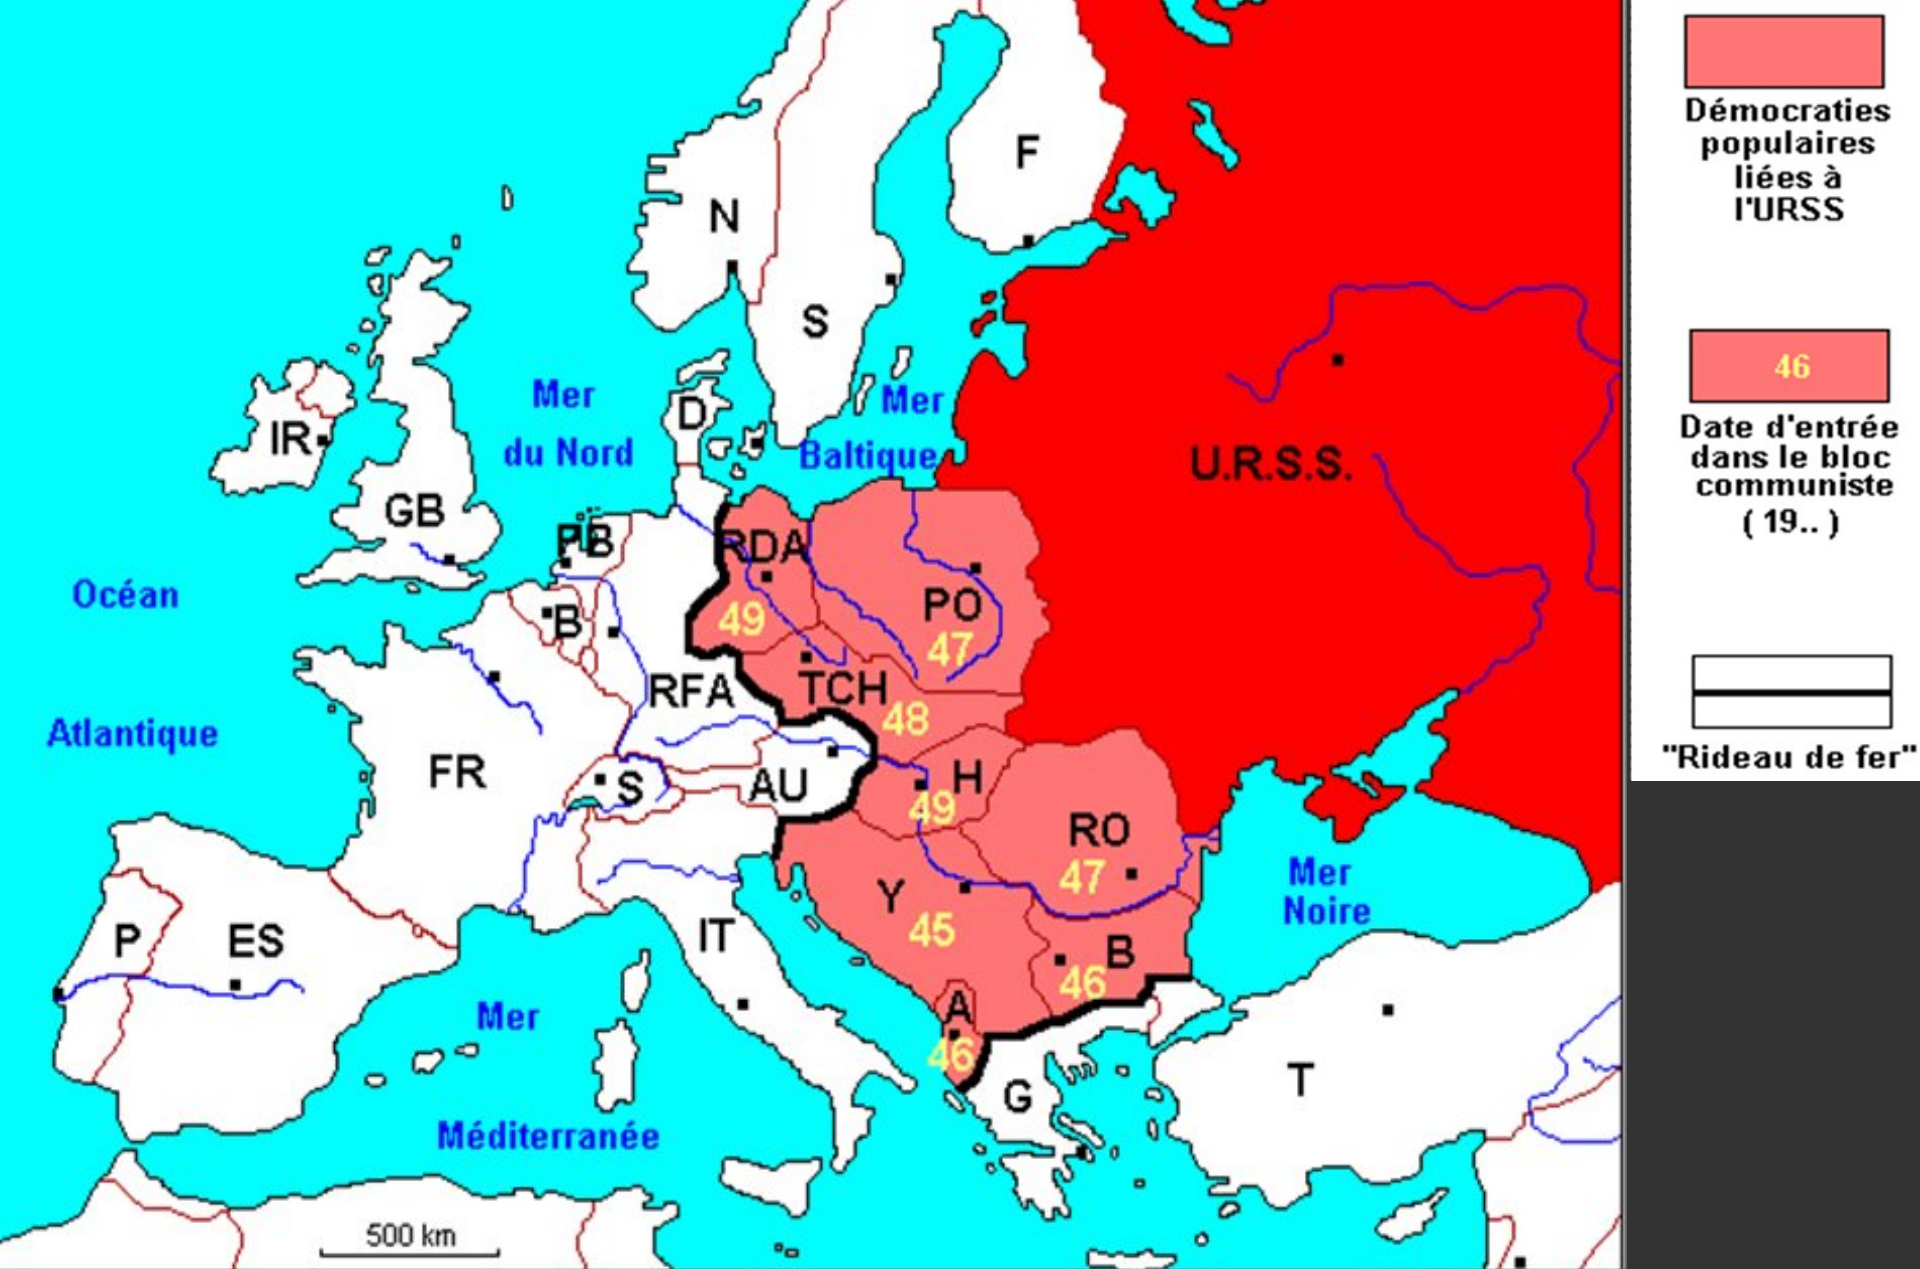 F
N
S
Mer
du Nord
D
Mer
Baltique
IR
GB
U.R.S.S.
PB
RDA
49
PO
47
Océan
B
TCH
48
RFA
Atlantique
FR
S
AU
H
49
RO
47
Y
45
Mer
Noire
P
ES
IT
B
46
A
46
Mer
G
T
Méditerranée
500 km
Démocraties
populaires
liées à
l'URSS
46
Date d'entrée
dans le bloc
communiste
( 19.. )
"Rideau de fer"